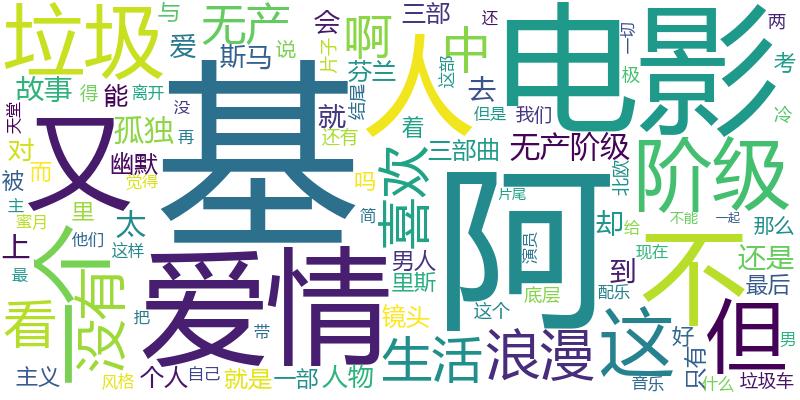 垃圾
与
无产
爱
斯马
说
会
片子
啊
三部
芬兰
中
还
这部
去
电影
一切
两
考
极
冷
故事
得
离开
能
没
再
天堂
又
基
人
结尾
就
还有
但是
我们
着
孤独
幽默
觉得
对
而
被
主
蜜月
里
他们
最
上
太
这样
喜欢
三部曲
无产阶级
阶级
北欧
片尾
简
吗
阿
却
给
不能
一起
那么
一个
没有
爱情
男人
里斯
到
演员
现在
不
还是
最后
看
把
带
镜头
这个
底层
配乐
这
好
但
男
主义
风格
个人
自己
就是
一部
人物
生活
浪漫
音乐
只有
什么
垃圾车